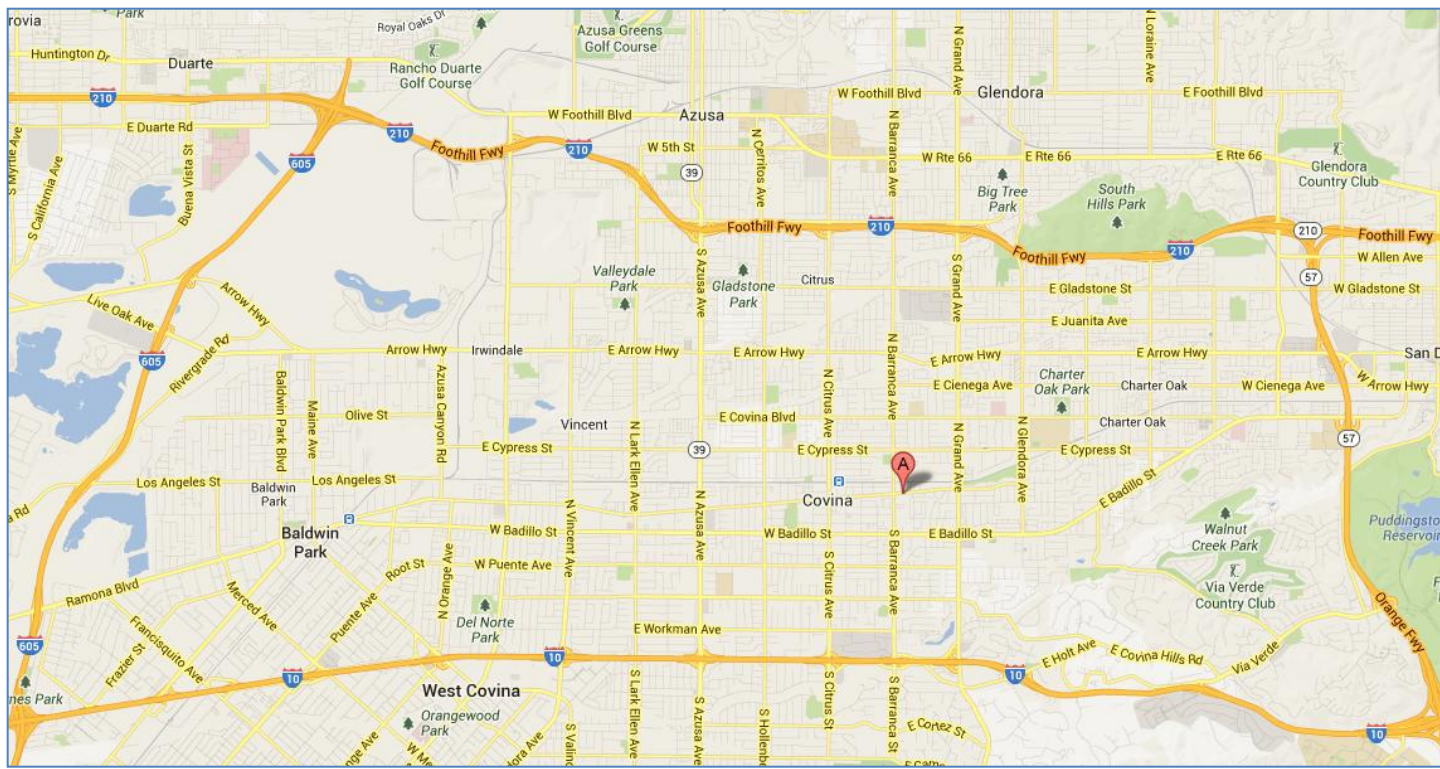 rovia
Park
Royal Oaks Dr
Azusa Greens
Golf Course
N Grand Ave
N Loraine Ave
Huntington Dr
Duarte
Rancho Duarte
Golf Course
210
W Foothill Blvd
Glendora
E Foothill Blvd
W Foothill Blvd
Azusa
N Barranca Ave
E Duarte Rd
210
Foothill Fwy
210
N Cerritos Ave
W 5th St
W Rte 66
E Rte 66
E Rte 66
S Myrtle Ave
S California Ave
Buena Vista St
605
39
Big Tree
Park
South
Hills Park
Glendora
Country Club
Foothill Fwy
210
Foothill Fwy
210
210
Foothill Fwy
W Allen Ave
57
Valleydale
Park
S Azusa Ave
Gladstone
Park
Citrus
S Grand Ave
E Gladstone St
W Gladstone St
Live Oak Ave
Arrow Hwy
Rivergrade Rd
E Juanita Ave
605
Arrow Hwy
Irwindale
E Arrow Hwy
E Arrow Hwy
N Barranca Ave
E Arrow Hwy
E Arrow Hwy
San D
W Arrow Hwy
Baldwin Park Blvd
Maine Ave
Azusa Canyon Rd
N Citrus Ave
E Cienega Ave
Charter
Oak Park
Charter Oak
W Cienega Ave
Olive St
Vincent
N Lark Ellen Ave
E Covina Blvd
Charter Oak
N Grand Ave
N Glendora Ave
57
E Cypress St
39
E Cypress St
E Cypress St
A
Los Angeles St
Baldwin
Park
Los Angeles St
Covina
E Badillo St
a Rd
Baldwin
Park
N Vincent Ave
N Azusa Ave
W Badillo St
W Badillo St
S Barranca Ave
E Badillo St
Walnut
Creek Park
Puddingston
Reservoir
N Orange Ave
Root St
W Puente Ave
S Citrus Ave
Via Verde
Country Club
Ramona Blvd
Merced Ave
Puente Ave
Del Norte
Park
Orange Fwy
Francisquito Ave
Frazier St
E Workman Ave
605
10
E Holt Ave
E Covina Hills Rd
Via Verde
10
10
nes Park
West Covina
Orangewood
Park
S Lark Ellen Ave
S Azusa Ave
S Citrus St
S Barranca St
E Cortez St
10